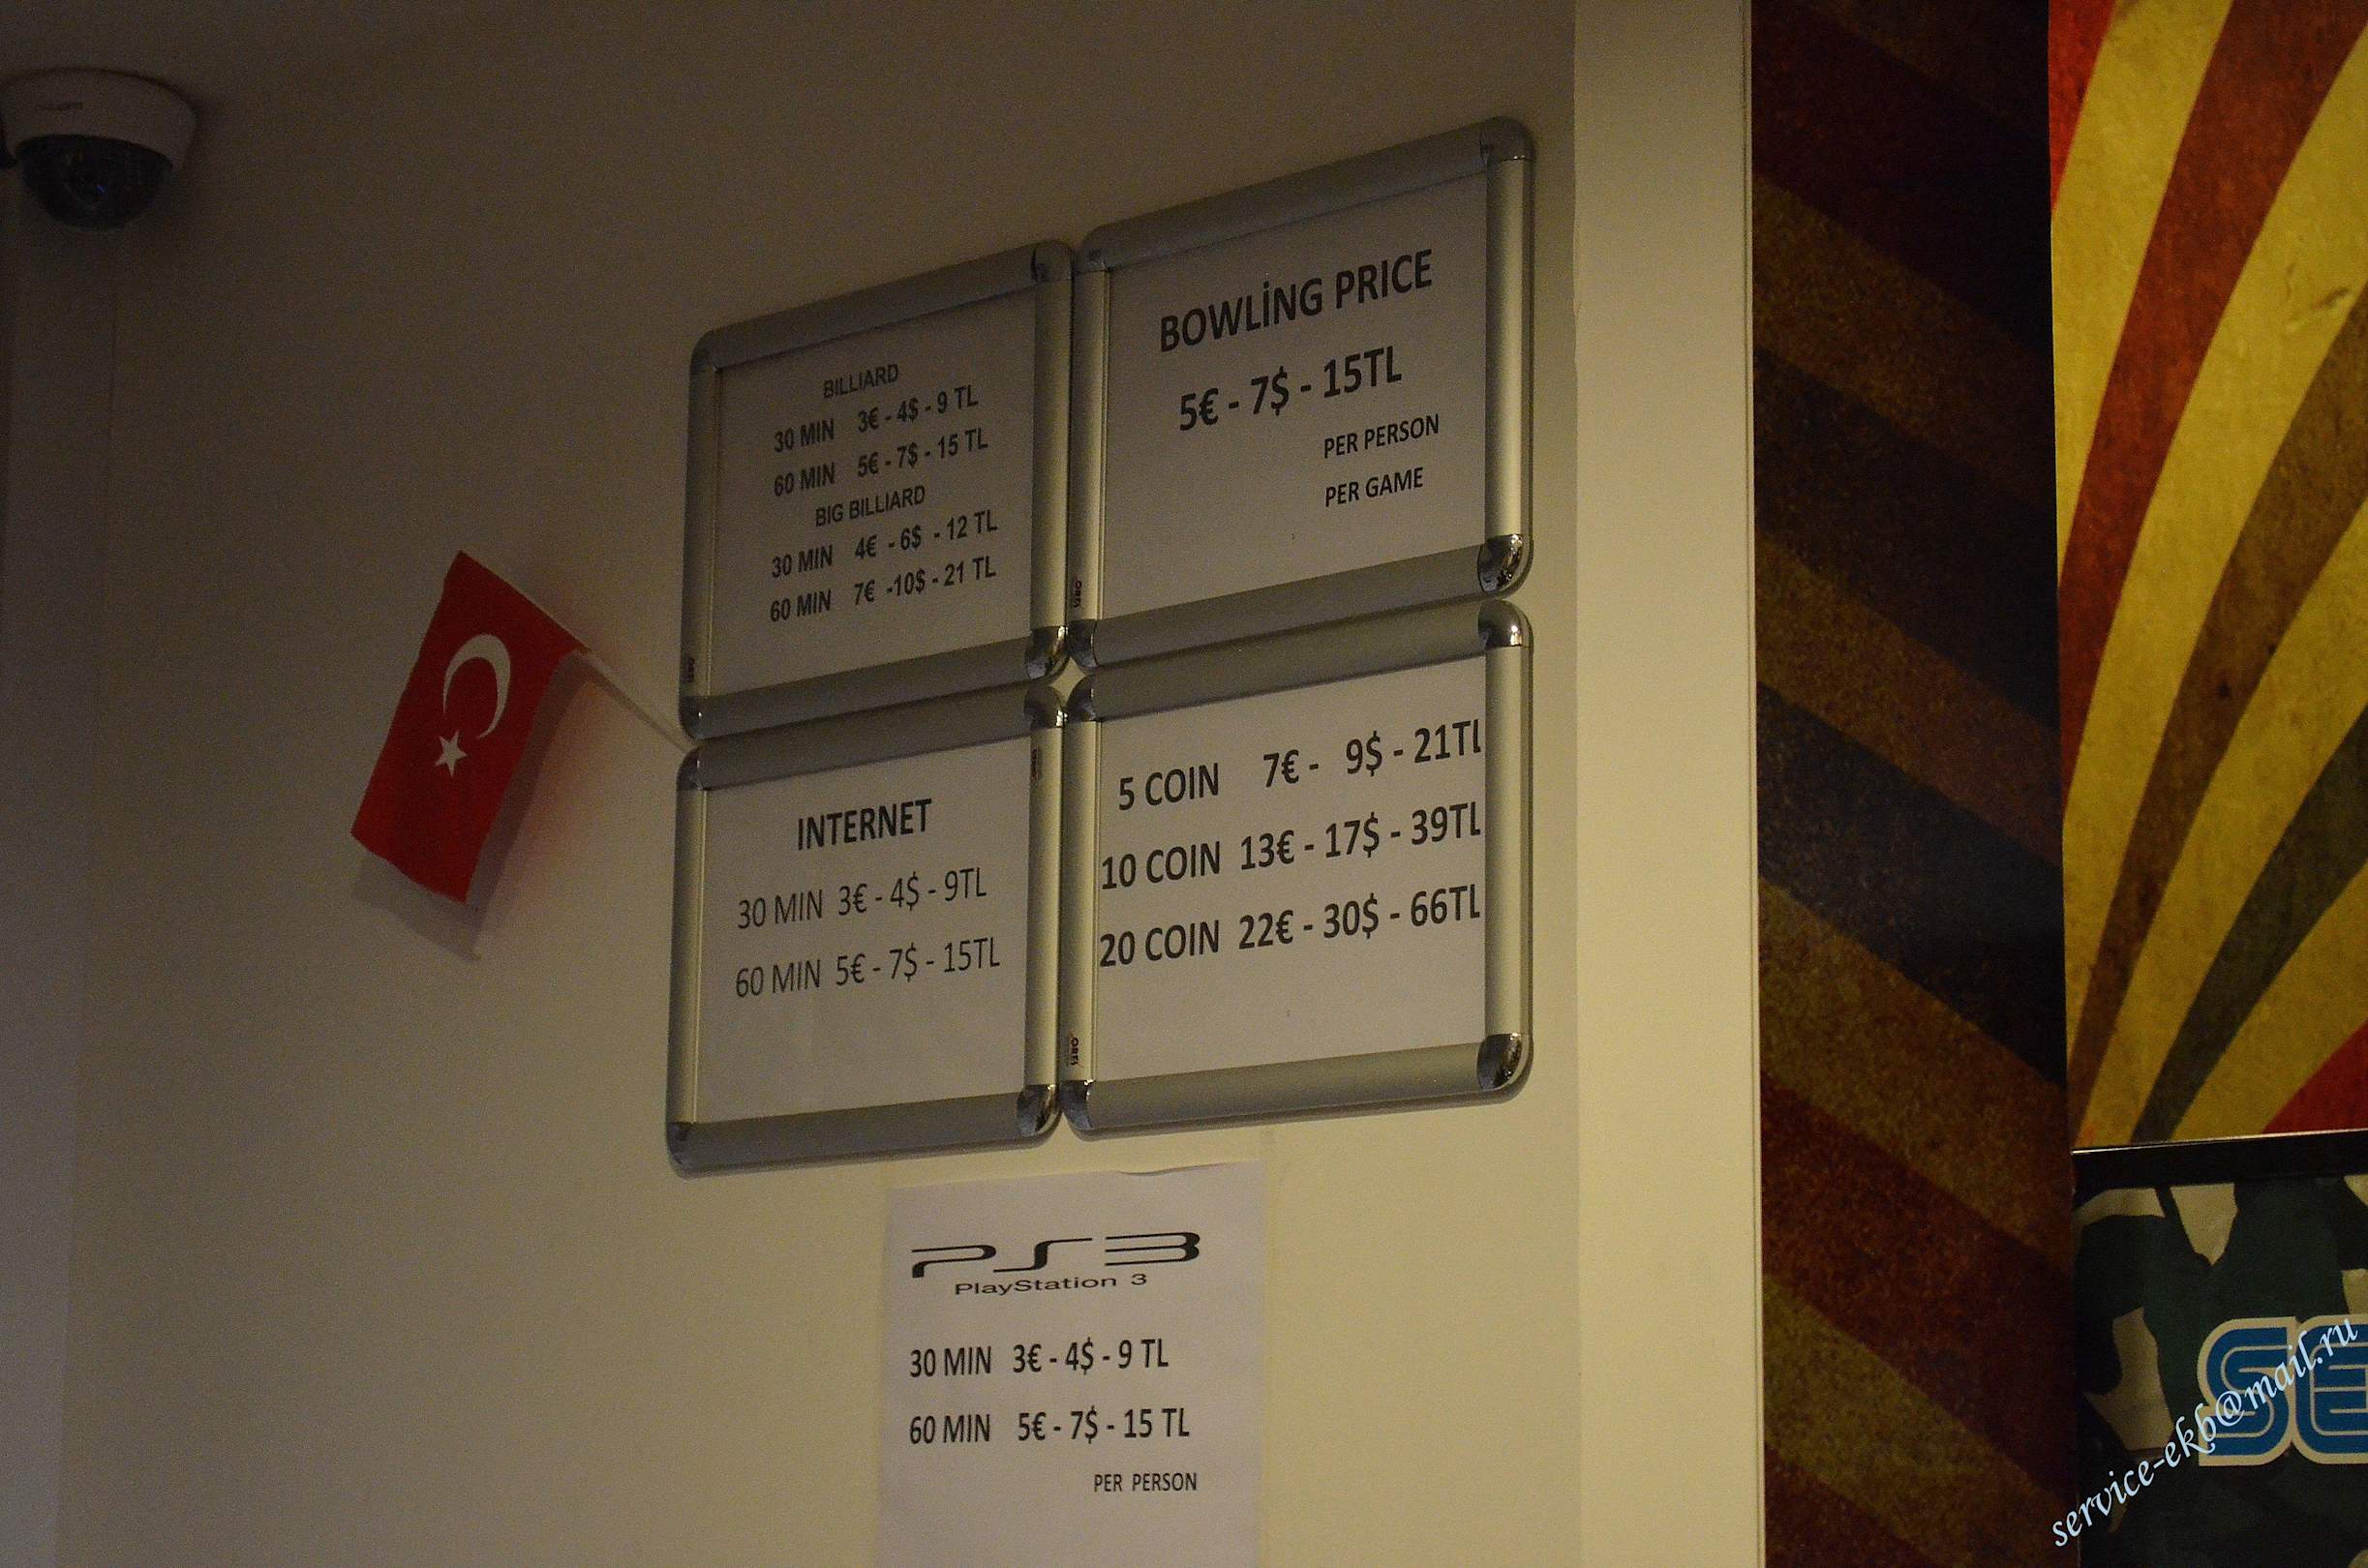 BILLIARD
30 MIN 3€ - 4$ - 9 TL
60 MIN 5€ - 7$ - 15 TL
BIG BILLIARD
30 MIN 4€ - 6$ - 12 TL
60 MIN 7€ -10$ - 21 TL
BOWLİNG PRICE
5€ - 7$ - 15TL
PER PERSON
PER GAME
INTERNET
30 MIN 3€ - 4$ - 9TL
60 MIN 5€ - 7$ - 15TL
5 COIN 7€ - 9$ - 21TL
10 COIN 13€ - 17$ - 39TL
20 COIN 22€ - 30$ - 66TL
PS3
PlayStation 3
30 MIN 3€ - 4$ - 9 TL
60 MIN 5€ - 7$ - 15 TL
PER PERSON
SE
service-ekb@mail.ru